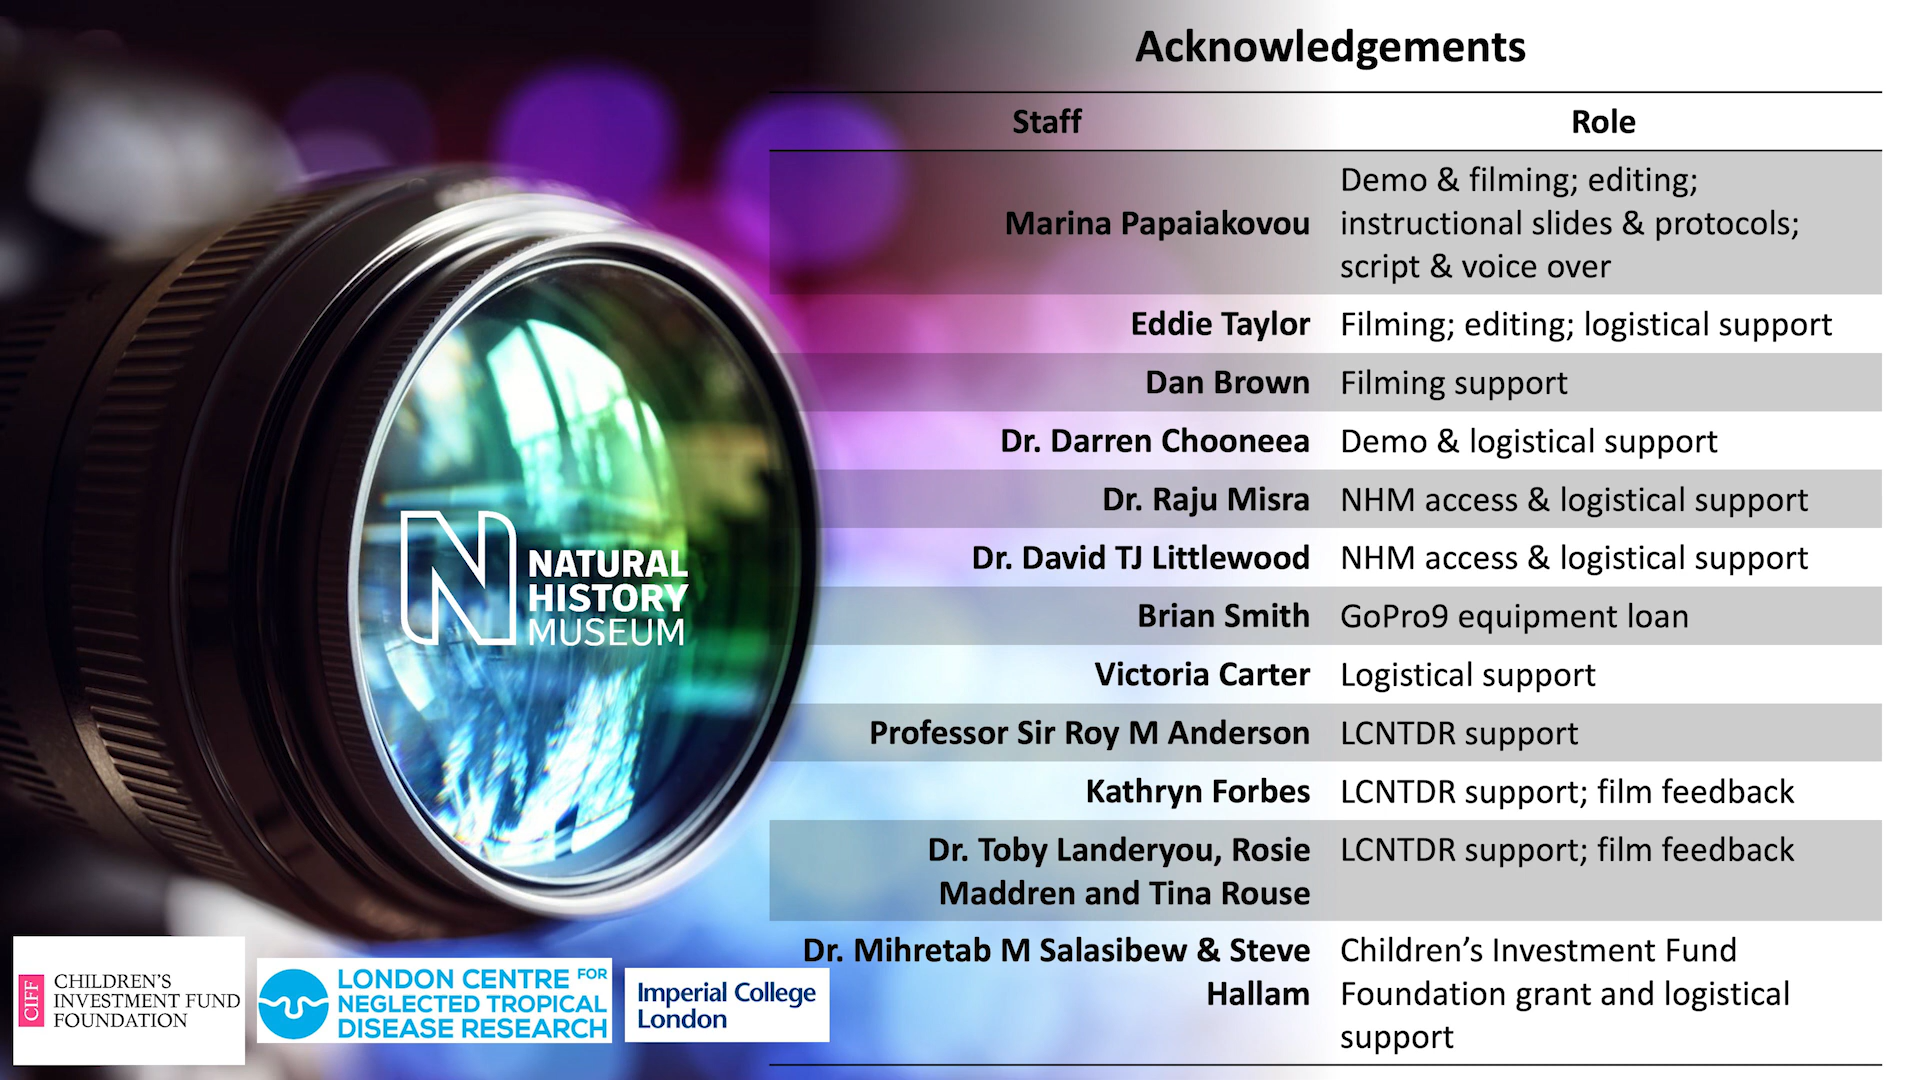 Acknowledgements
Staff Role
Marina Papaiakovou Demo & filming; editing;
instructional slides & protocols;
script & voice over
Eddie Taylor Filming; editing; logistical support
Dan Brown Filming support
Dr. Darren Chooneea Demo & logistical support
Dr. Raju Misra NHM access & logistical support
Dr. David TJ Littlewood NHM access & logistical support
Brian Smith GoPro9 equipment loan
Victoria Carter Logistical support
Professor Sir Roy M Anderson LCNTDR support
Kathryn Forbes LCNTDR support; film feedback
Dr. Toby Landeryou, Rosie LCNTDR support; film feedback
Maddren and Tina Rouse
Dr. Mihretab M Salasibew & Steve Children’s Investment Fund
Hallam Foundation grant and logistical
support
N NATURAL
HISTORY
MUSEUM
CIFF
CHILDREN’S
INVESTMENT FUND
FOUNDATION
LONDON CENTRE FOR
NEGLECTED TROPICAL
DISEASE RESEARCH
Imperial College
London